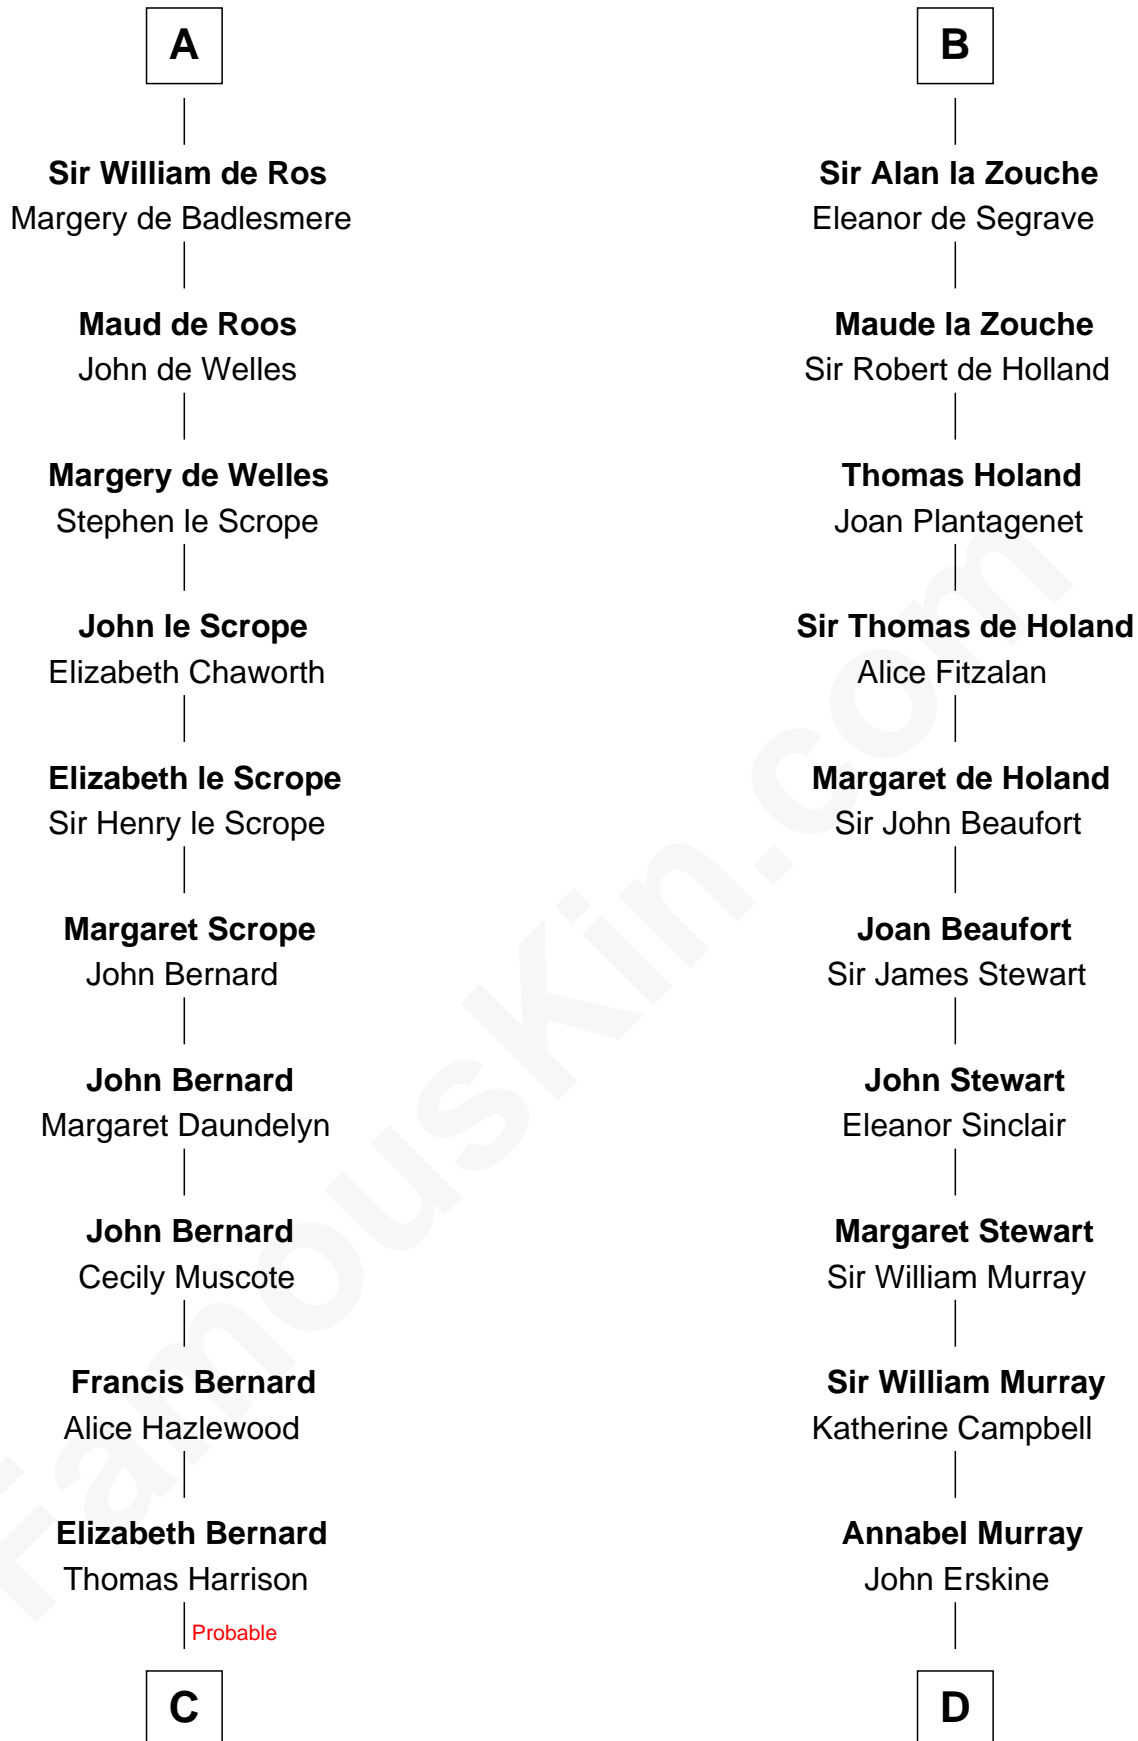 A
Sir William de Ros
Margery de Badlesmere
Maud de Roos
John de Welles
Margery de Welles
Stephen le Scrope
John le Scrope
Elizabeth Chaworth
Elizabeth le Scrope
Sir Henry le Scrope
Margaret Scrope
John Bernard
John Bernard
Margaret Daundelyn
John Bernard
Cecily Muscote
Francis Bernard
Alice Hazlewood
Elizabeth Bernard
Thomas Harrison
Probable
C
B
Sir Alan la Zouche
Eleanor de Segrave
Maude la Zouche
Sir Robert de Holland
Thomas Holand
Joan Plantagenet
Sir Thomas de Holand
Alice Fitzalan
Margaret de Holand
Sir John Beaufort
Joan Beaufort
Sir James Stewart
John Stewart
Eleanor Sinclair
Margaret Stewart
Sir William Murray
Sir William Murray
Katherine Campbell
Annabel Murray
John Erskine
D
FamousKin.com